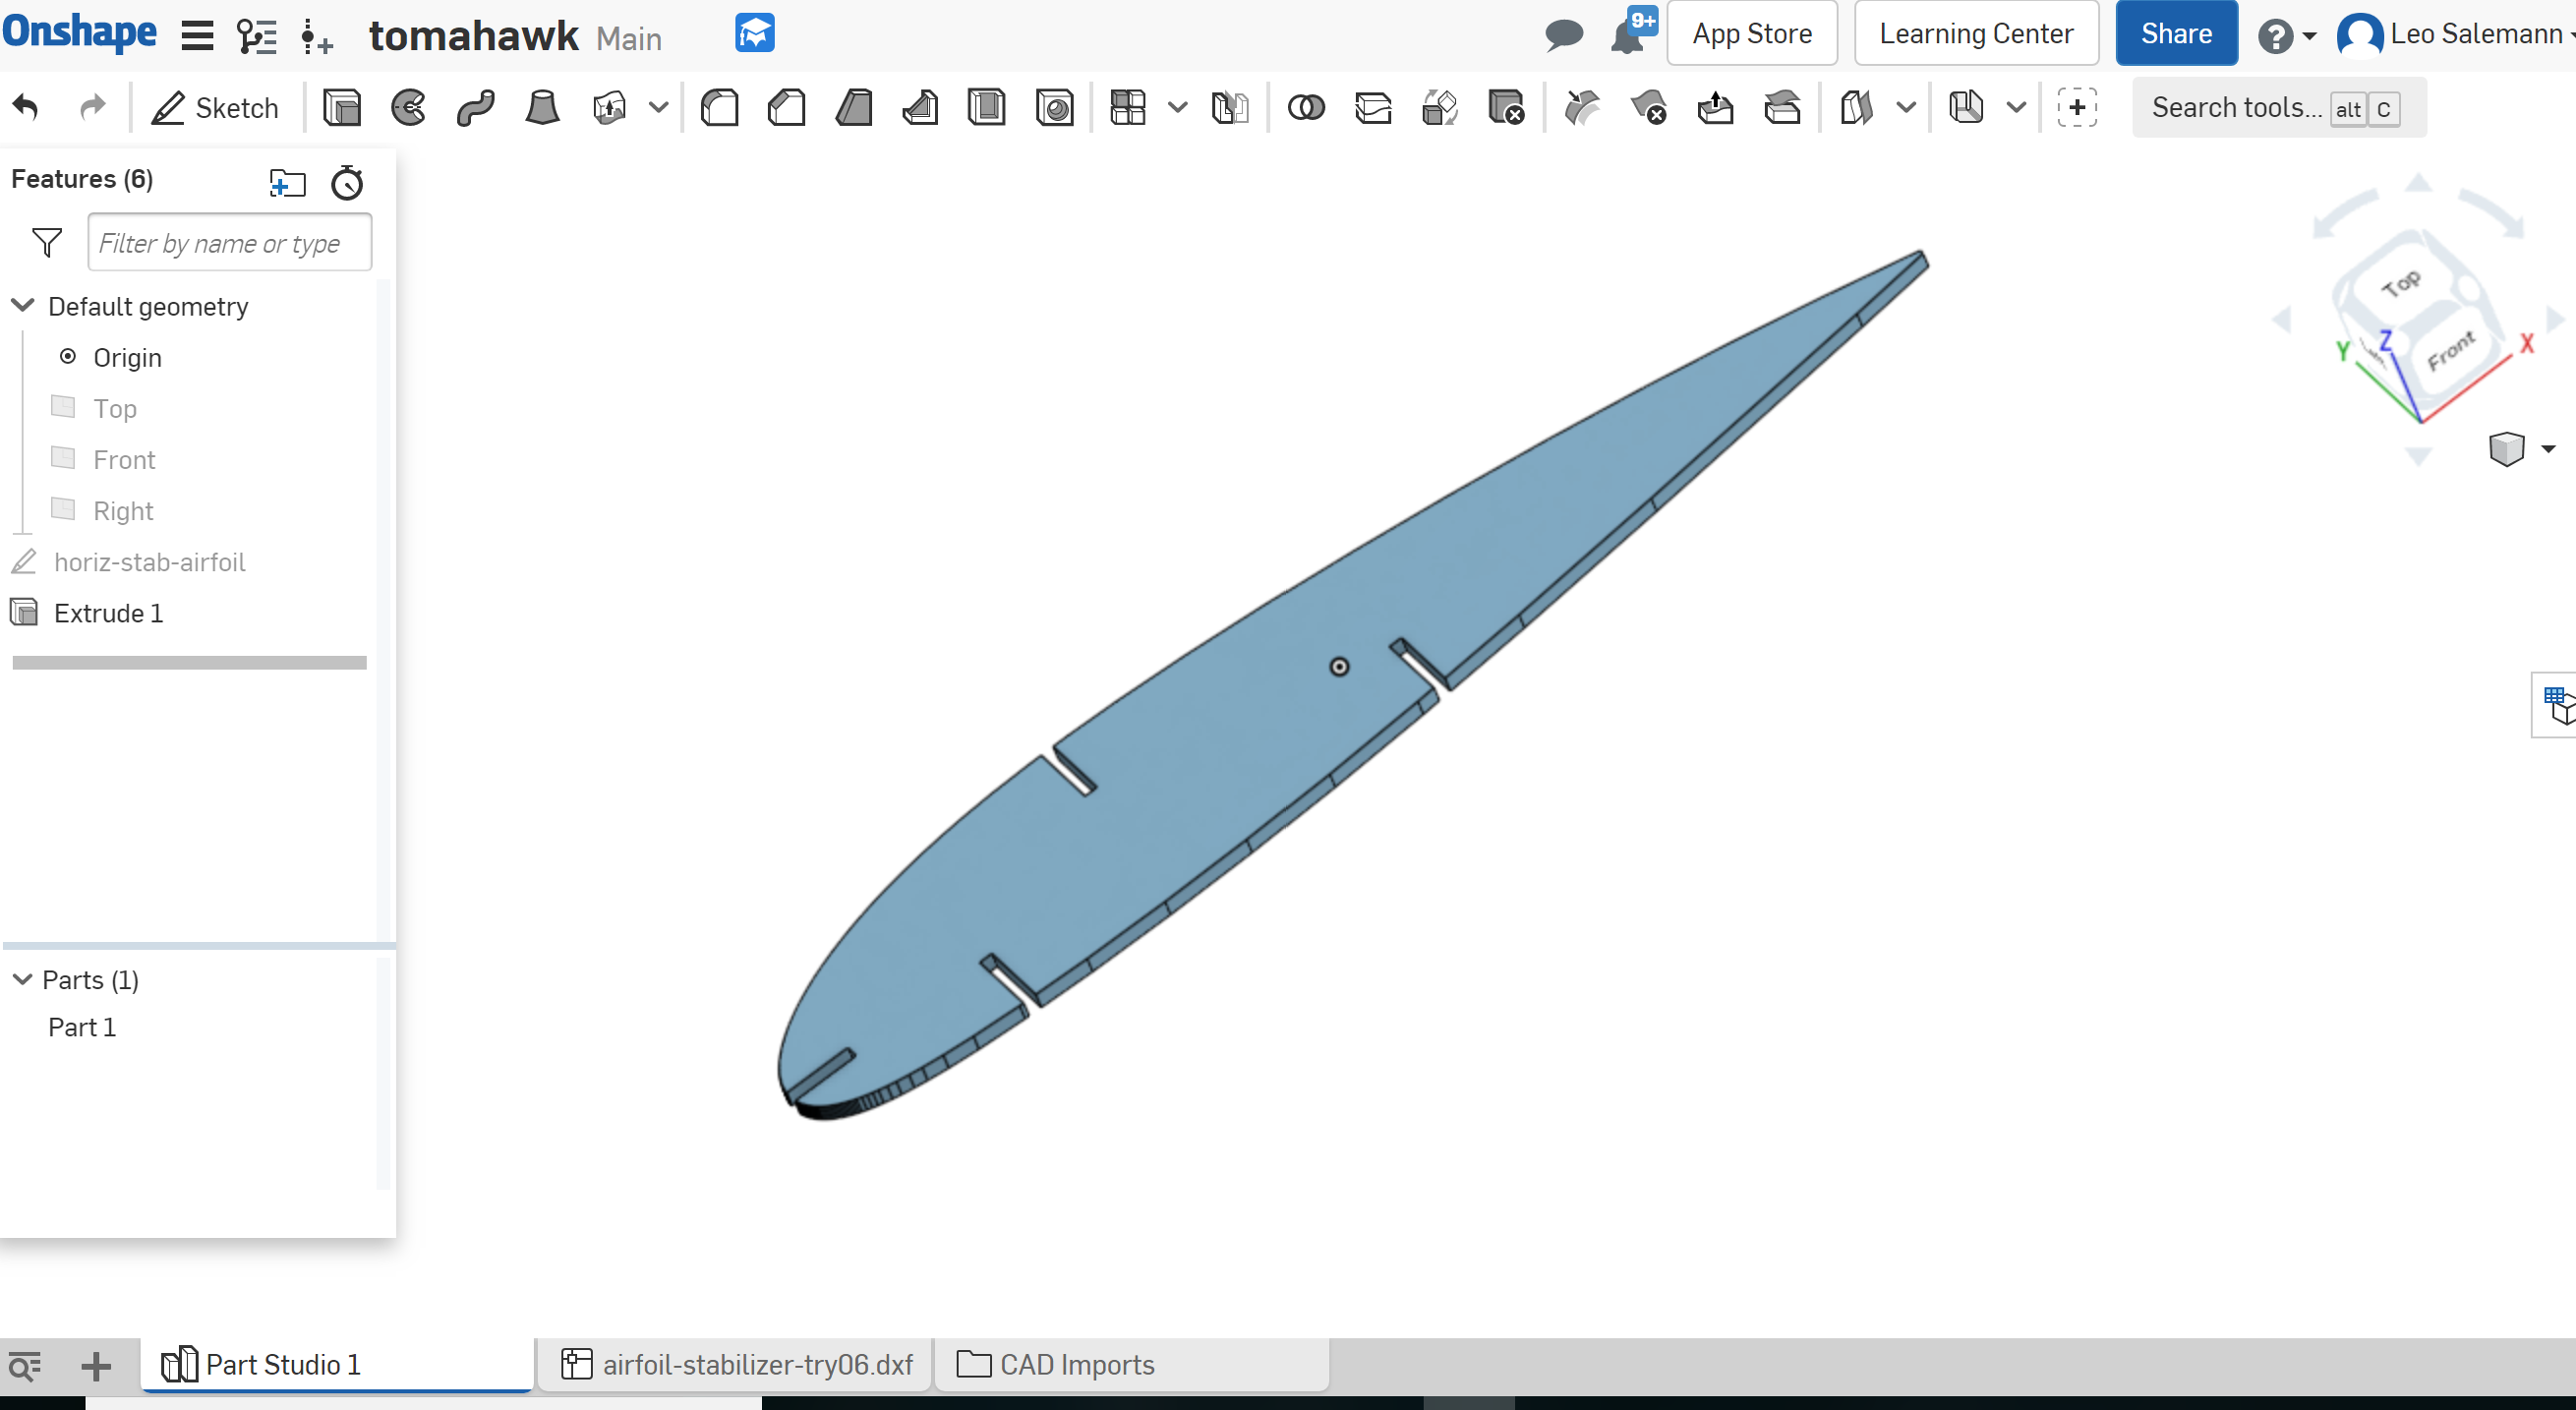 Onshape tomahawk Main 9+ App Store Learning Center Share ? Leo Salemann
Sketch Search tools... alt C
Features (6)
Filter by name or type
Default geometry
Origin
Top
Front
Right
horiz-stab-airfoil
Extrude 1
Parts (1)
Part 1
Top
Front
Z
Y
X
Part Studio 1 airfoil-stabilizer-try06.dxf CAD Imports